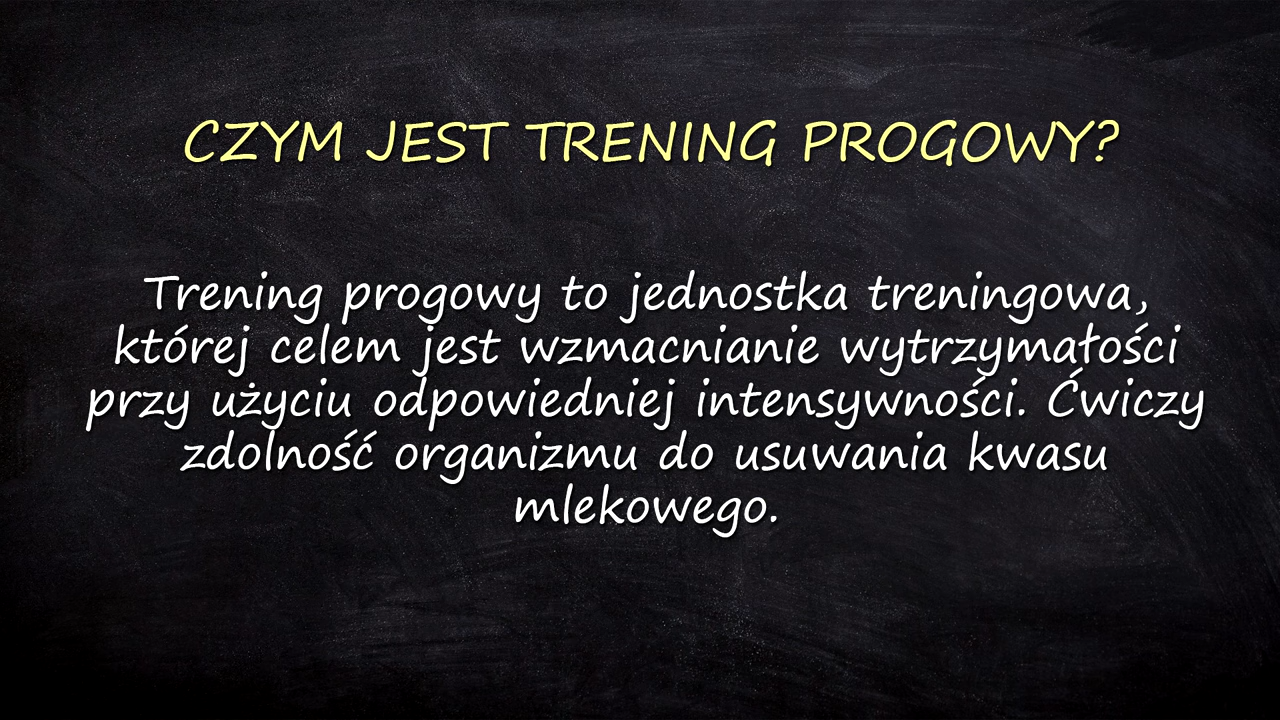 CZYM JEST TRENING PROGOWY?
Trening progowy to jednostka treningowa,
której celem jest wzmacnianie wytrzymałości
przy użyciu odpowiedniej intensywności. Ćwiczy
zdolność organizmu do usuwania kwasu
mlekowego.